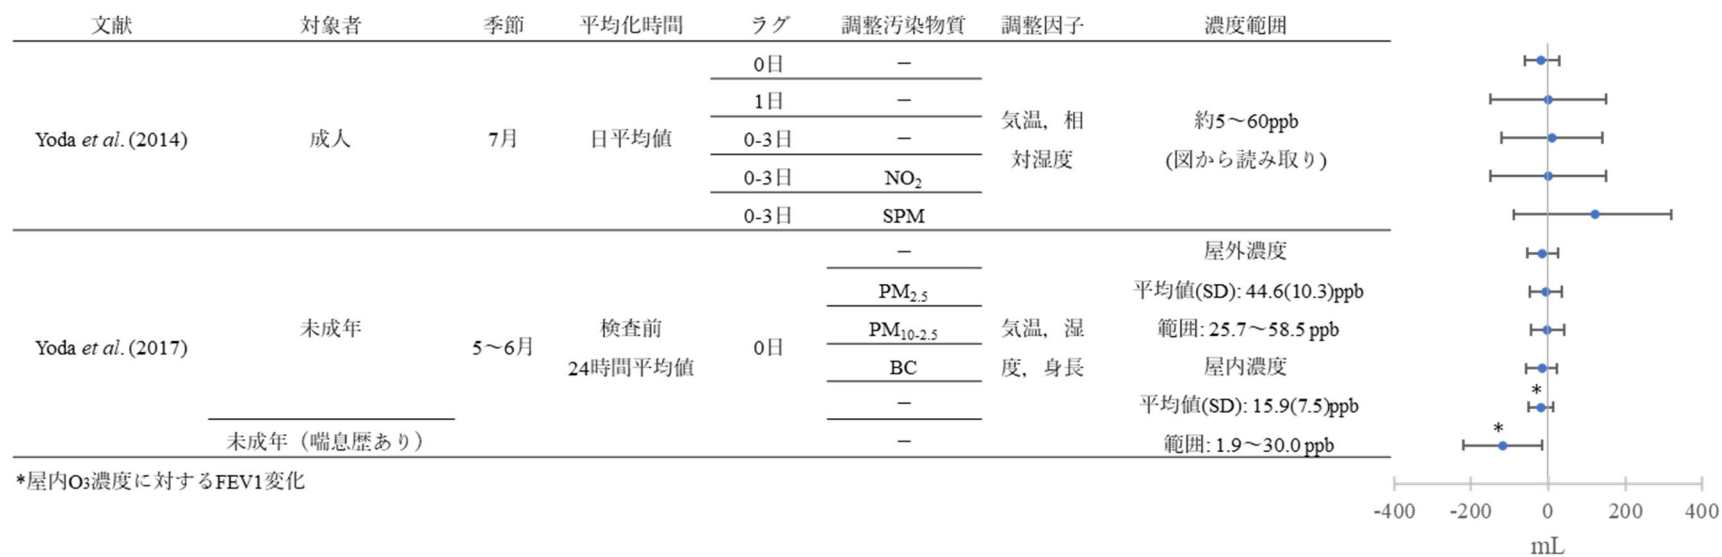 文献 対象者 季節 平均化時間 ラグ 調整汚染物質 調整因子 濃度範囲
0日 －
1日 －
気温，相 約5～60ppb
Yoda et al. (2014) 成人 7月 日平均値 0-3日 －
対湿度 (図から読み取り)
0-3日 NO2
0-3日 SPM
－ 屋外濃度
PM2.5 平均値(SD): 44.6(10.3)ppb
未成年 検査前 PM10-2.5 気温，湿 範囲: 25.7～58.5 ppb
Yoda et al. (2017) 5～6月 0日
24時間平均値 BC 度，身長 屋内濃度
*
－ 平均値(SD): 15.9(7.5)ppb
*
未成年（喘息歴あり） － 範囲: 1.9～30.0 ppb
*屋内O3濃度に対するFEV1変化
-400 -200 0 200 400
mL